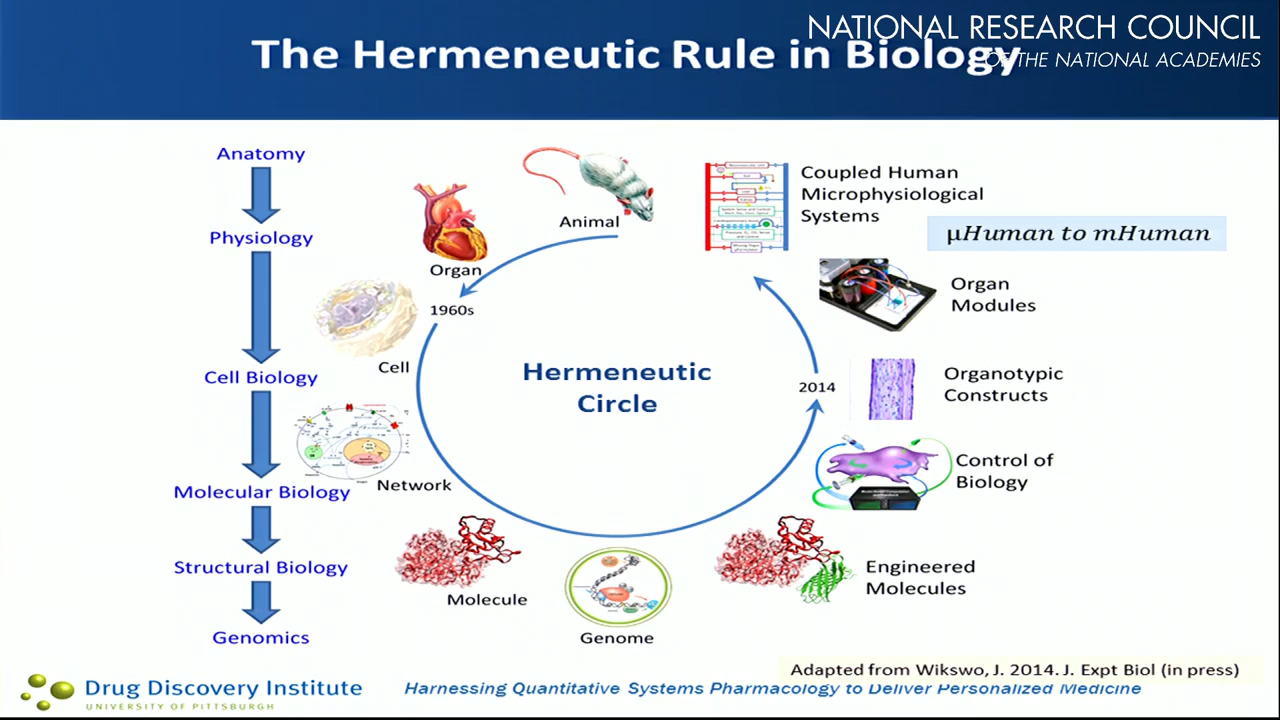 NATIONAL RESEARCH COUNCIL
OF THE NATIONAL ACADEMIES
The Hermeneutic Rule in Biology
Anatomy
Physiology
Cell Biology
Molecular Biology
Structural Biology
Genomics
Animal
Organ
1960s
Cell
Network
Molecule
Genome
Hermeneutic
Circle
2014
Coupled Human
Microphysiological
Systems
µHuman to mHuman
Organ
Modules
Organotypic
Constructs
Control of
Biology
Engineered
Molecules
Adapted from Wikswo, J. 2014. J. Expt Biol (in press)
Drug Discovery Institute
UNIVERSITY OF PITTSBURGH
Harnessing Quantitative Systems Pharmacology to Deliver Personalized Medicine